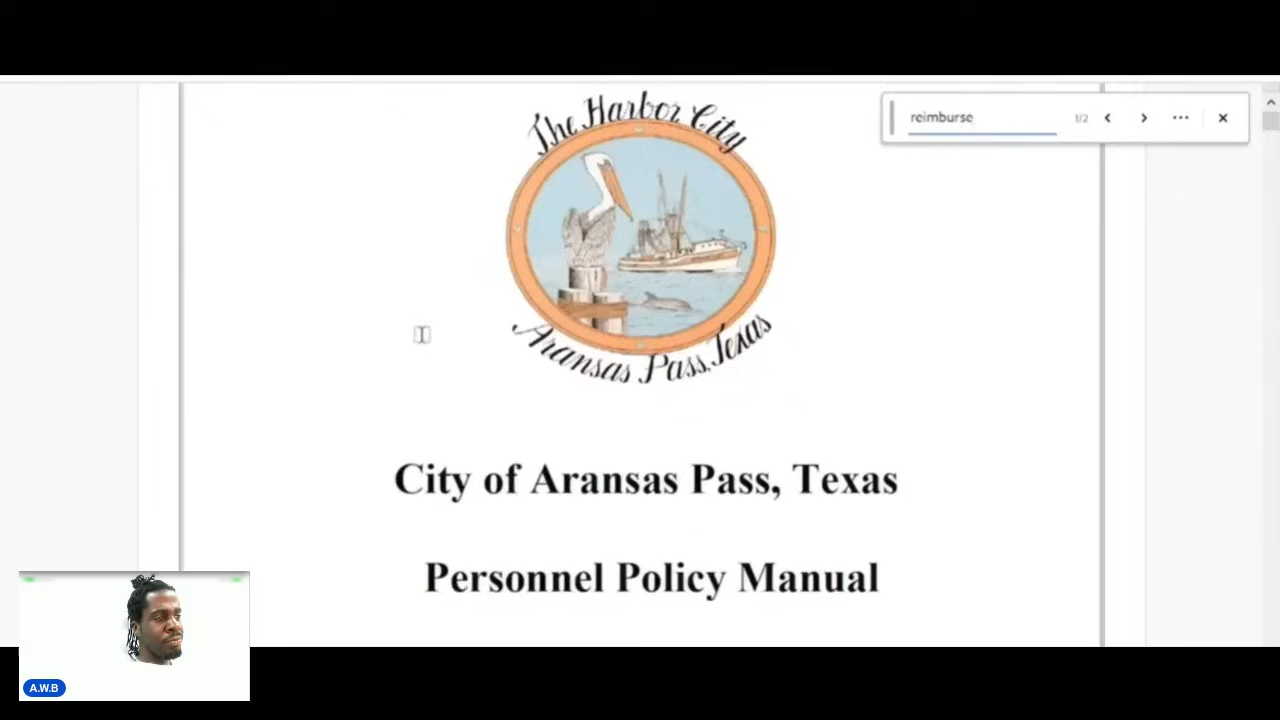 The Harbor City
reimburse 1/2
Aransas Pass, Texas
City of Aransas Pass, Texas
Personnel Policy Manual
A.W.B